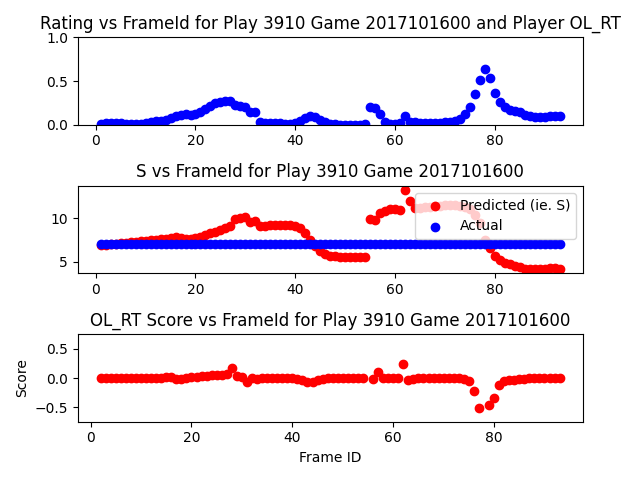 Rating vs FrameId for Play 3910 Game 2017101600 and Player OL_RT
1.0
0.5
0.0
0 20 40 60 80
S vs FrameId for Play 3910 Game 2017101600
10
5
Predicted (ie. S)
Actual
0 20 40 60 80
OL_RT Score vs FrameId for Play 3910 Game 2017101600
Score
0.5
0.0
−0.5
0 20 40 60 80
Frame ID